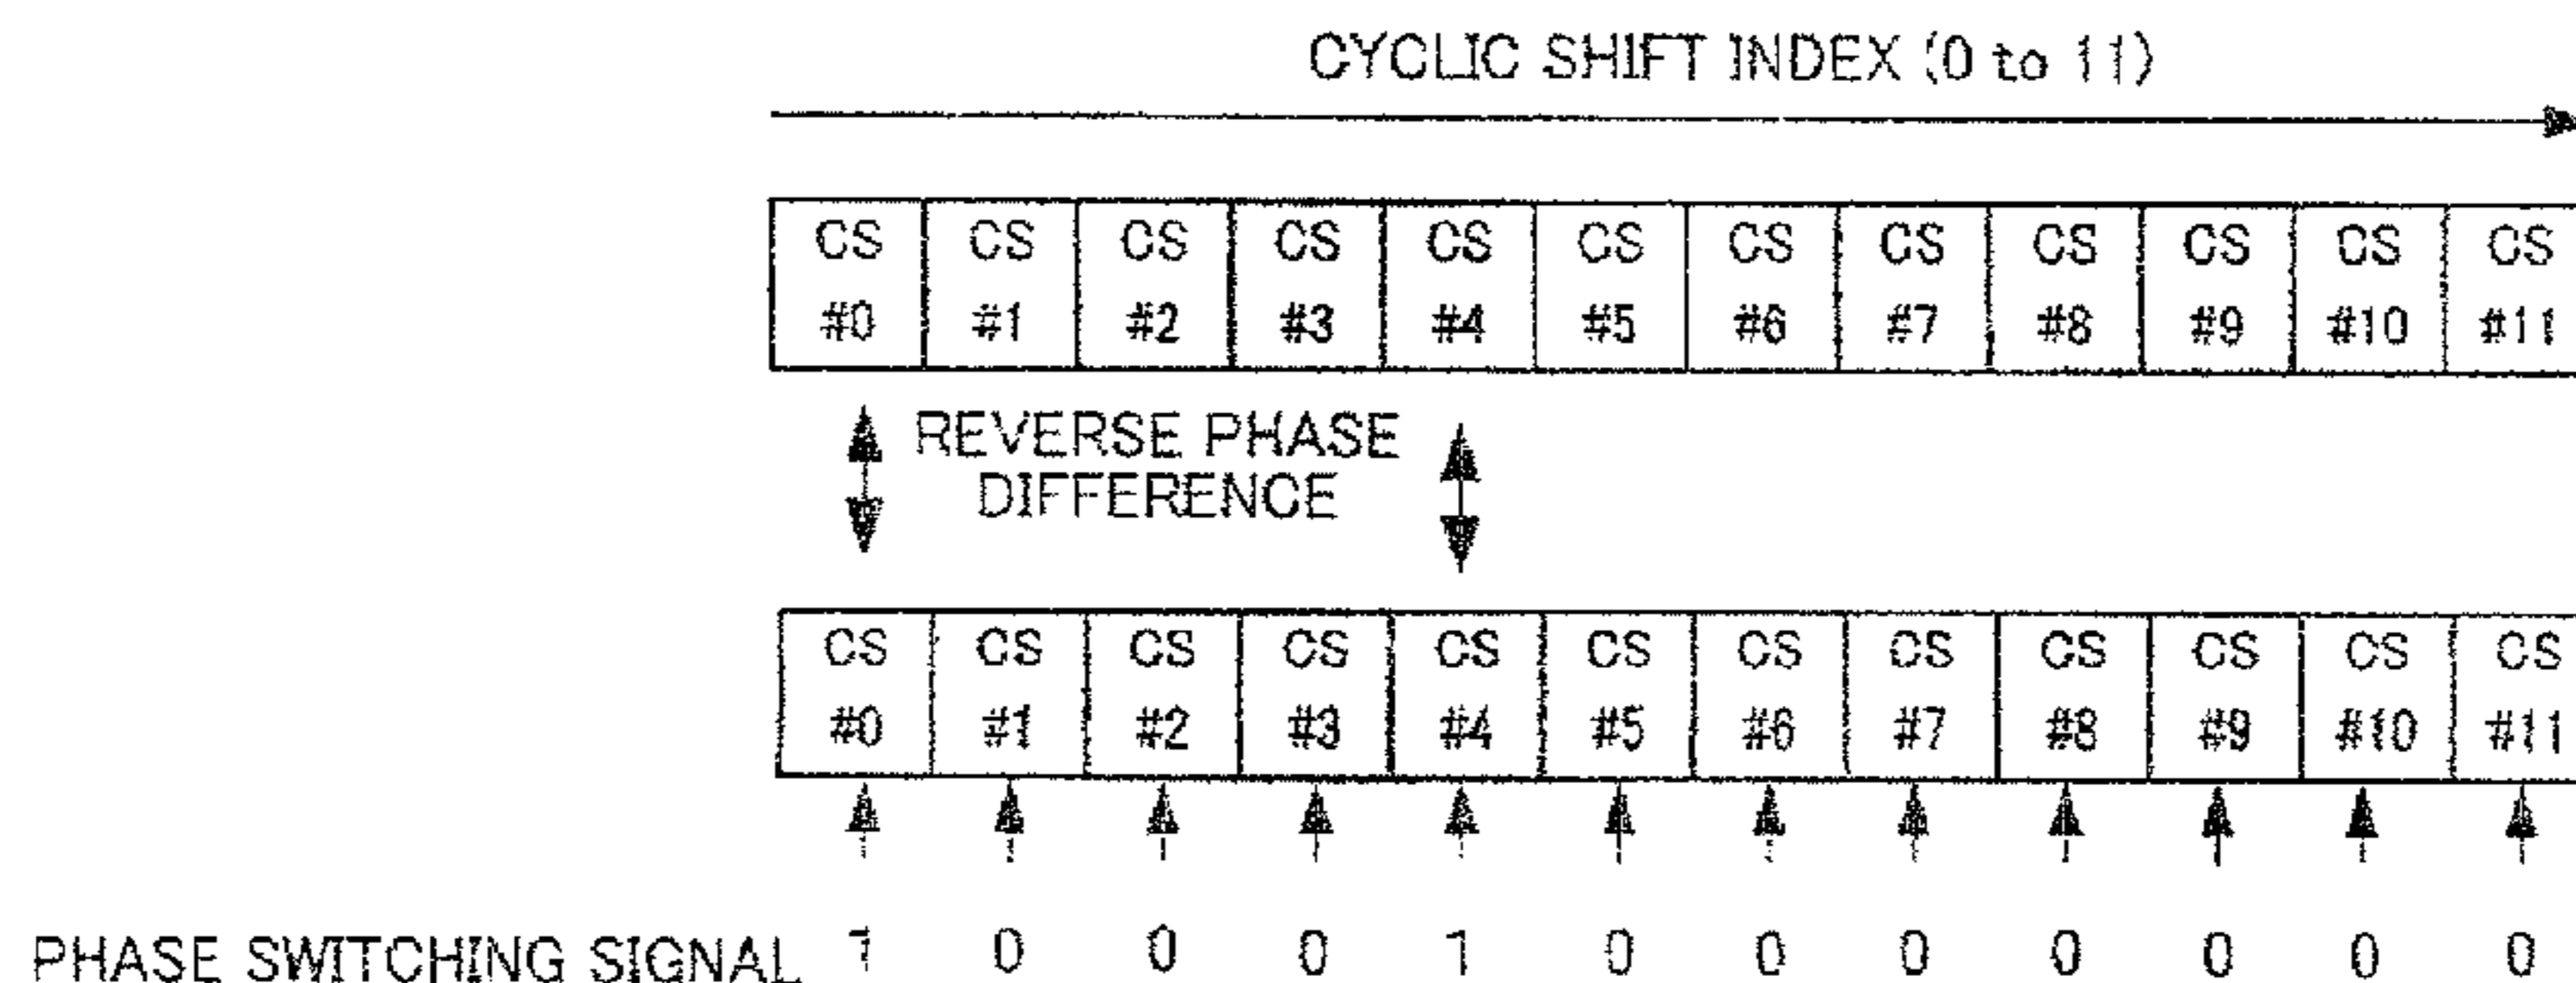 CYCLIC SHIFT INDEX (0 to 11)
CS CS CS CS CS CS CS CS CS CS CS CS
#0 #1 #2 #3 #4 #5 #6 #7 #8 #9 #10 #11
REVERSE PHASE
DIFFERENCE
CS CS CS CS CS CS CS CS CS CS CS CS
#0 #1 #2 #3 #4 #5 #6 #7 #8 #9 #10 #11
PHASE SWITCHING SIGNAL 1 0 0 0 1 0 0 0 0 0 0 0